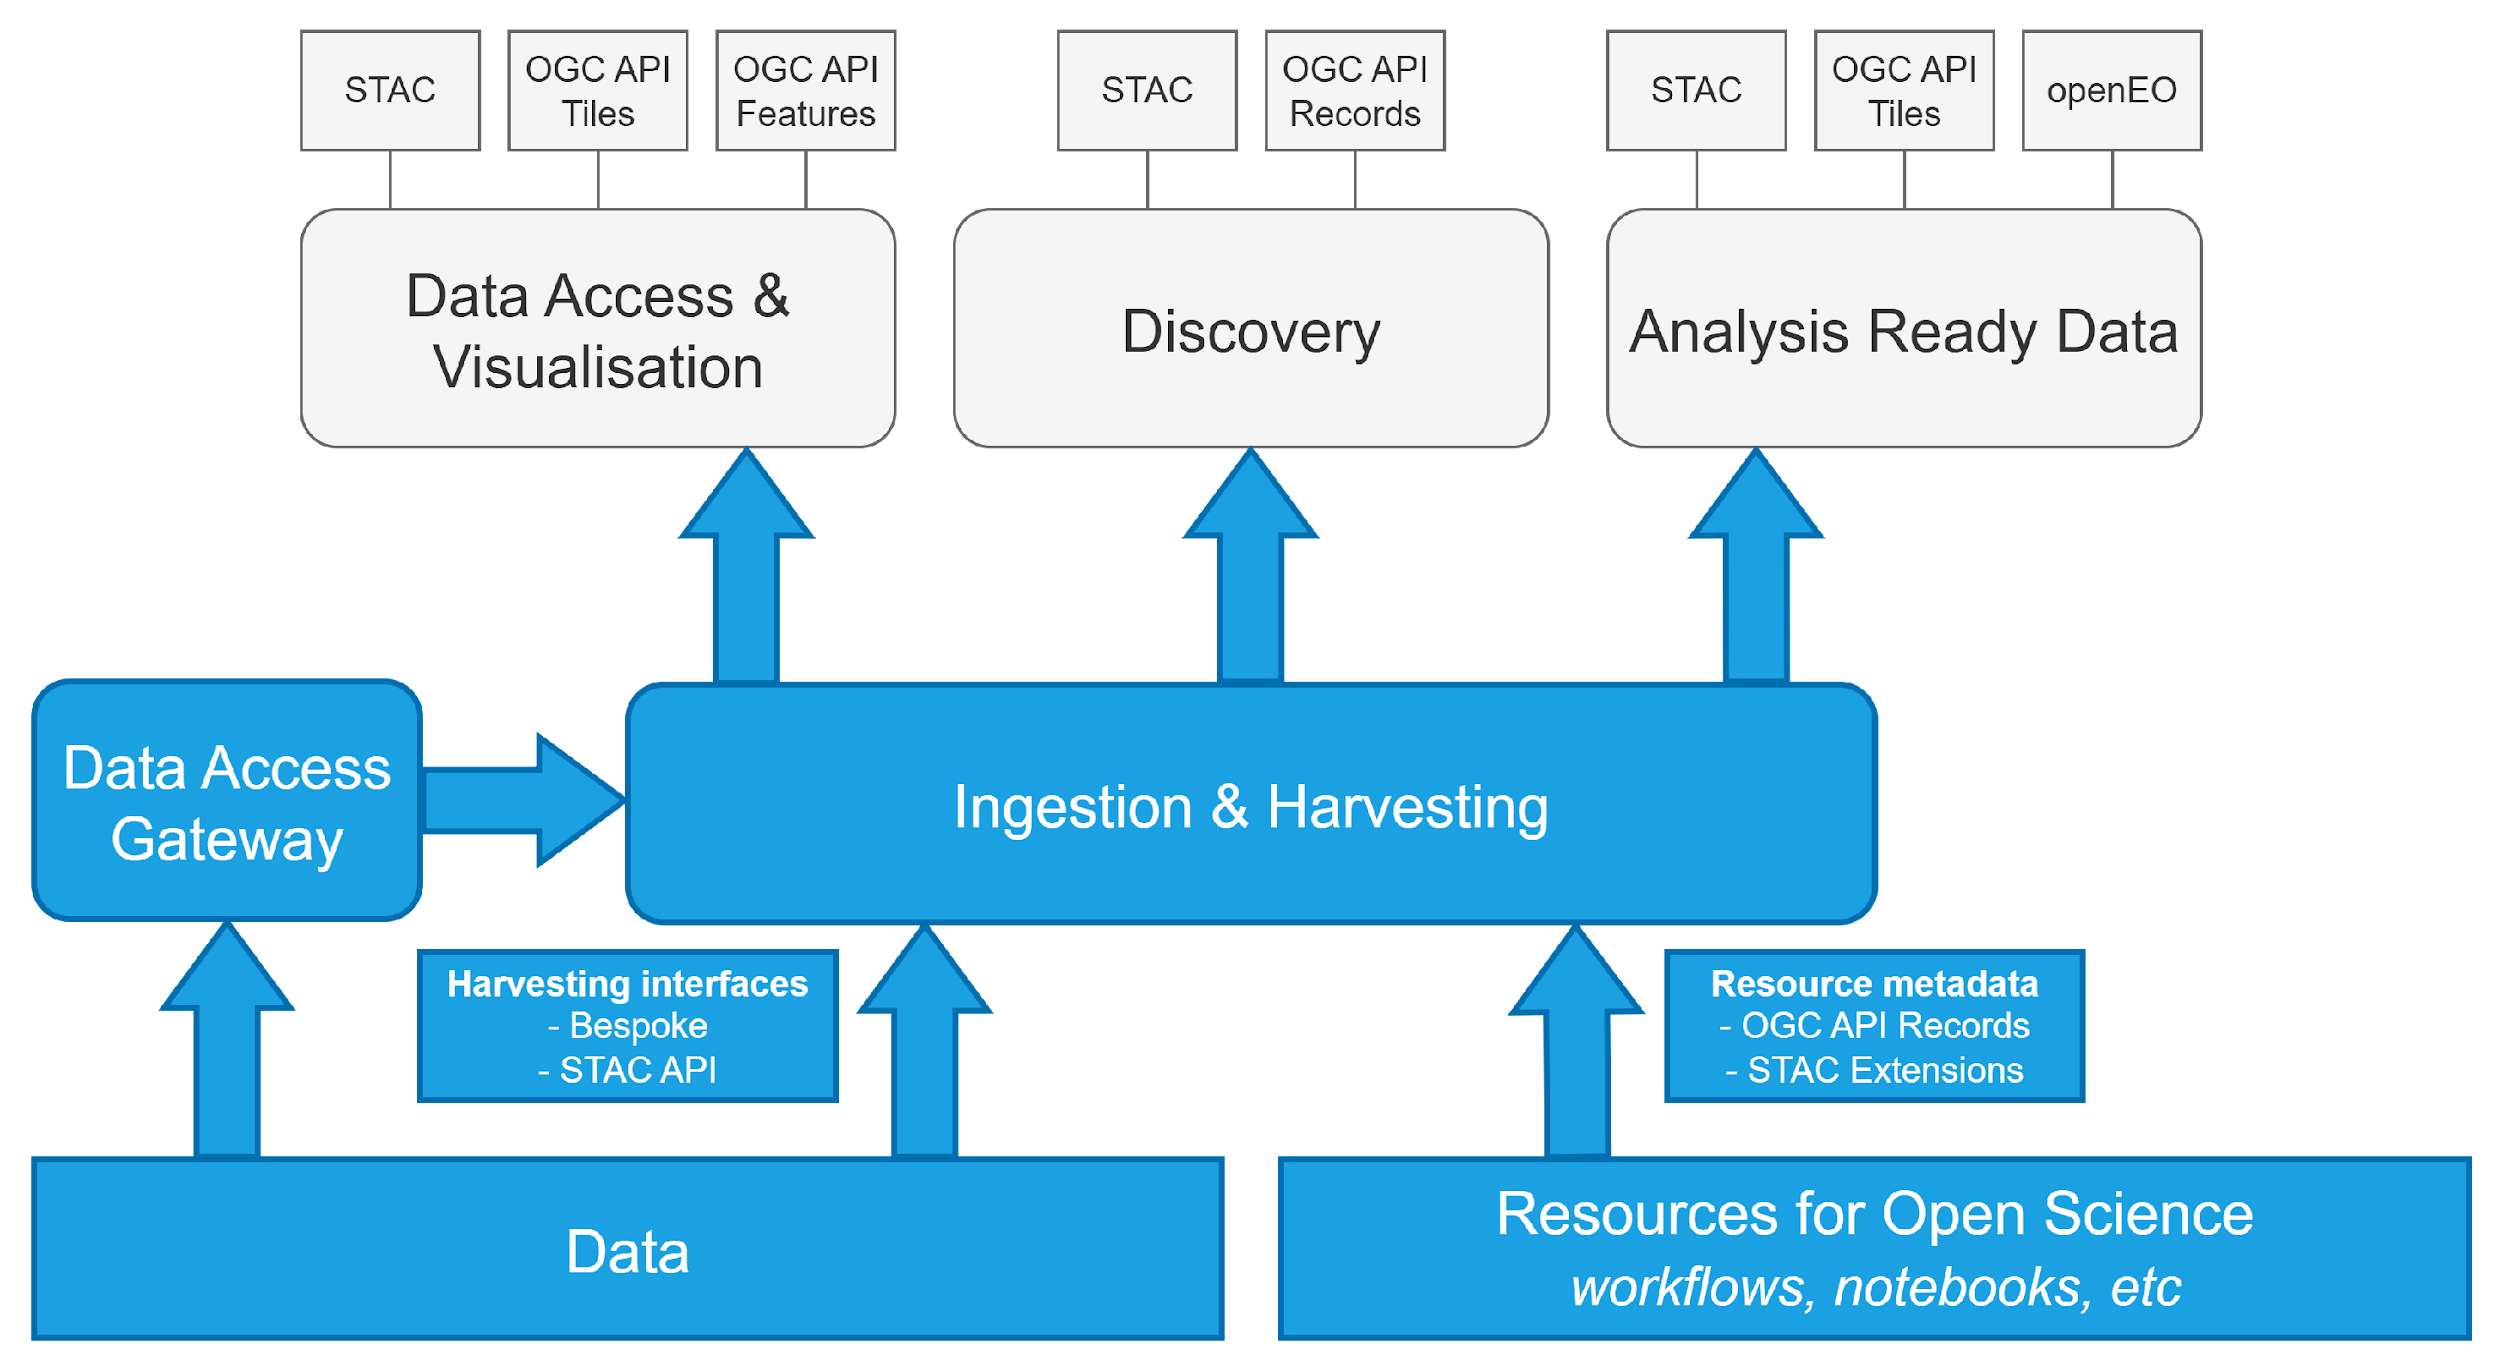 STAC
OGC API
Tiles
OGC API
Features
STAC
OGC API
Records
STAC
OGC API
Tiles
openEO
Data Access &
Visualisation
Discovery
Analysis Ready Data
Data Access
Gateway
Ingestion & Harvesting
Harvesting interfaces
- Bespoke
- STAC API
Resource metadata
- OGC API Records
- STAC Extensions
Data
Resources for Open Science
workflows, notebooks, etc